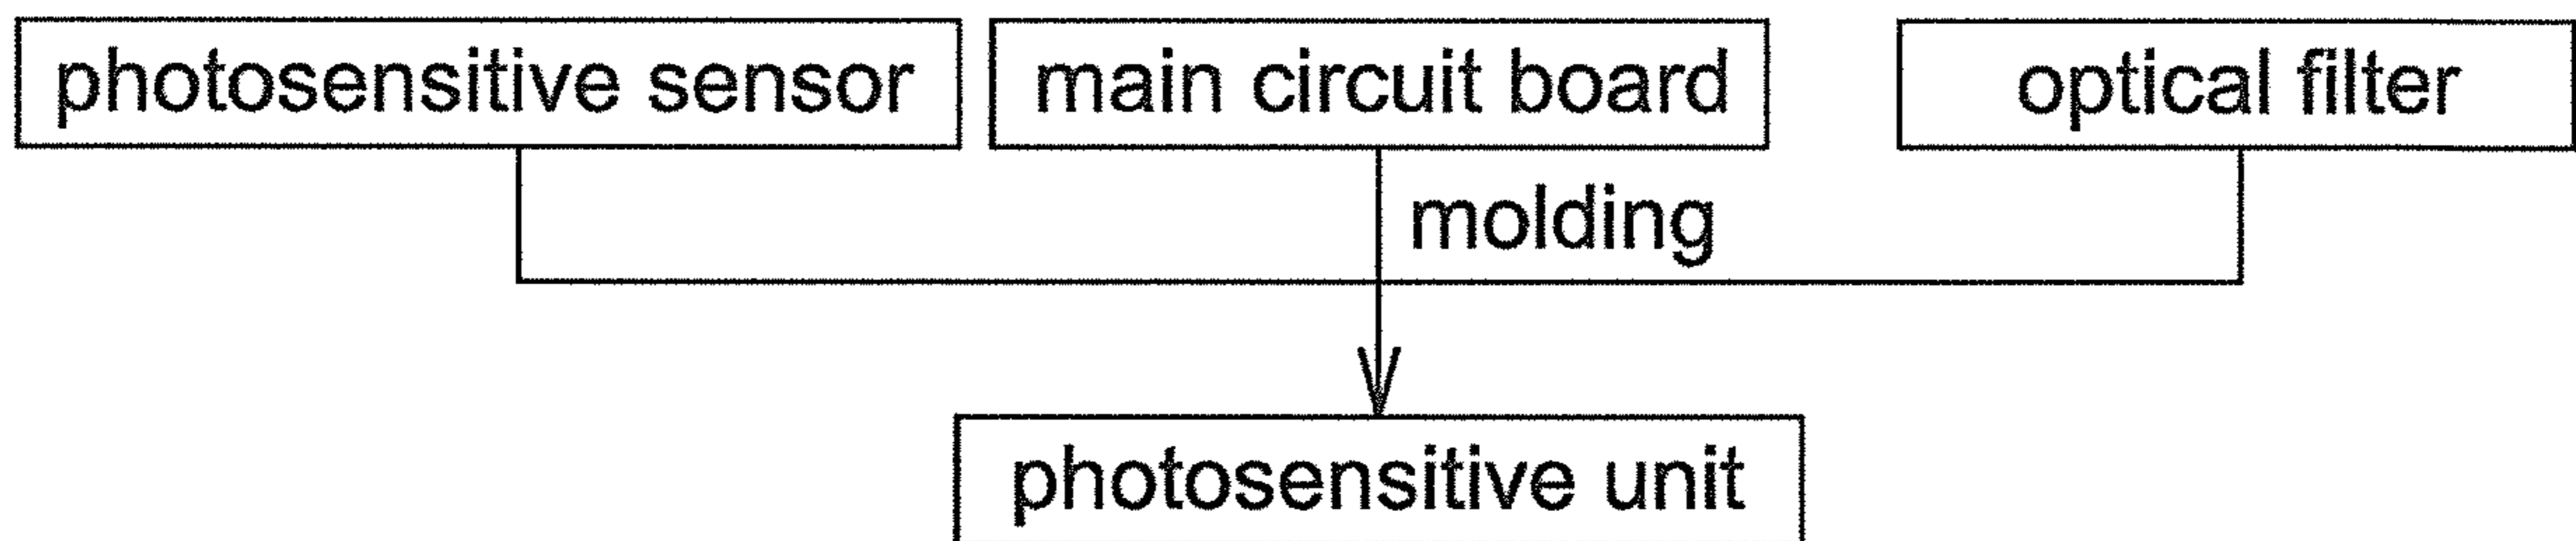 photosensitive sensor
main circuit board
optical filter
molding
photosensitive unit